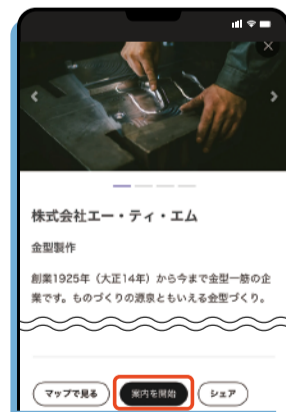 株式会社エー・ティ・エム
金型製作
創業1925年（大正14年）から今まで金型一筋の企
業です。ものづくりの源泉ともいえる金型づくり。
マップで見る
案内を開始
シェア